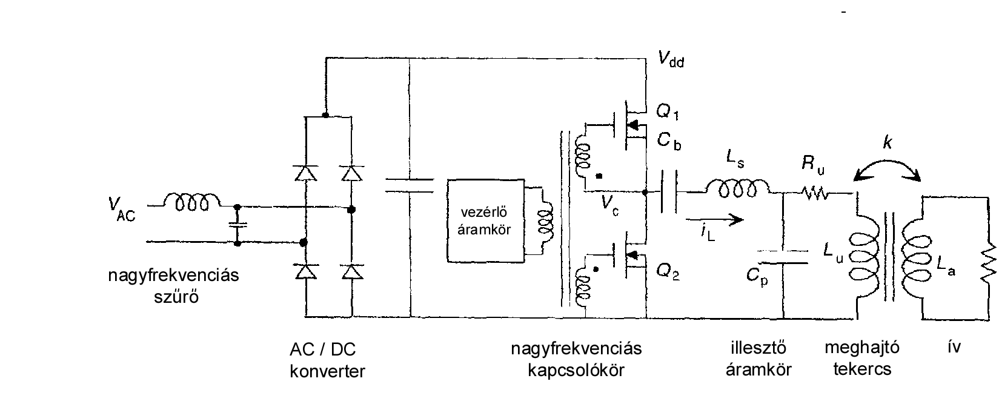 V_AC
nagyfrekvenciás
szűrő
AC / DC
konverter
vezérlő
áramkör
nagyfrekvenciás
kapcsolókör
V_dd
Q_1
C_b
V_c
Q_2
i_L
L_s
C_p
illesztő
áramkör
R_u
k
L_u
meghajtó
tekercs
L_a
ív